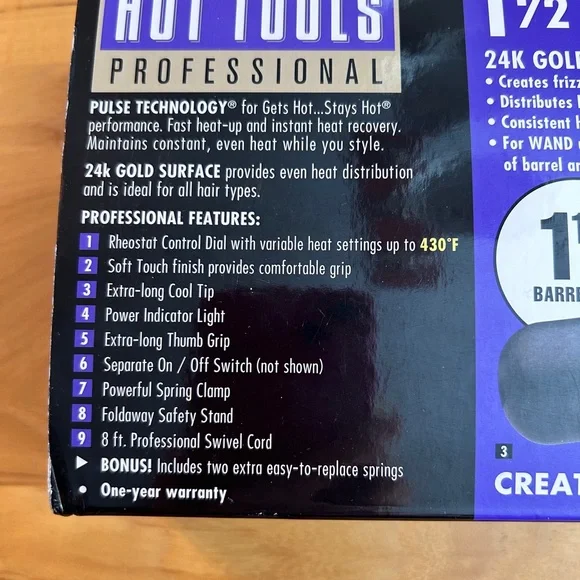 HOT TOOLS
PROFESSIONAL
PULSE TECHNOLOGY® for Gets Hot...Stays Hot®
performance. Fast heat-up and instant heat recovery.
Maintains constant, even heat while you style.
24k GOLD SURFACE provides even heat distribution
and is ideal for all hair types.
PROFESSIONAL FEATURES:
1 Rheostat Control Dial with variable heat settings up to 430°F
2 Soft Touch finish provides comfortable grip
3 Extra-long Cool Tip
4 Power Indicator Light
5 Extra-long Thumb Grip
6 Separate On / Off Switch (not shown)
7 Powerful Spring Clamp
8 Foldaway Safety Stand
9 8 ft. Professional Swivel Cord
▶ BONUS! Includes two extra easy-to-replace springs
• One-year warranty
1 1/2
24K GOL
• Creates friz
• Distributes
• Consistent
• For WAND
of barrel an
1
BARRE
3
CREAT